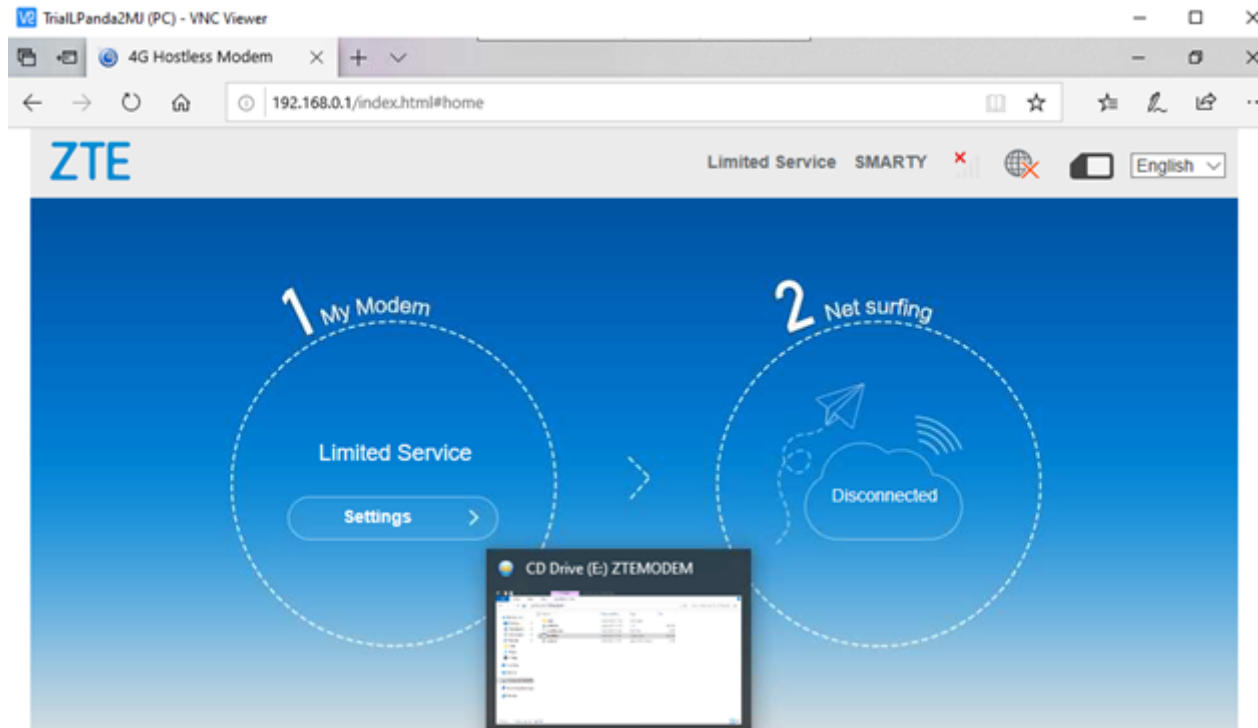 TrialLPanda2MJ (PC) - VNC Viewer
4G Hostless Modem
192.168.0.1/index.html#home
ZTE
Limited Service SMARTY English
1 My Modem
2 Net surfing
Limited Service
Disconnected
Settings
CD Drive (E:) ZTEMODEM